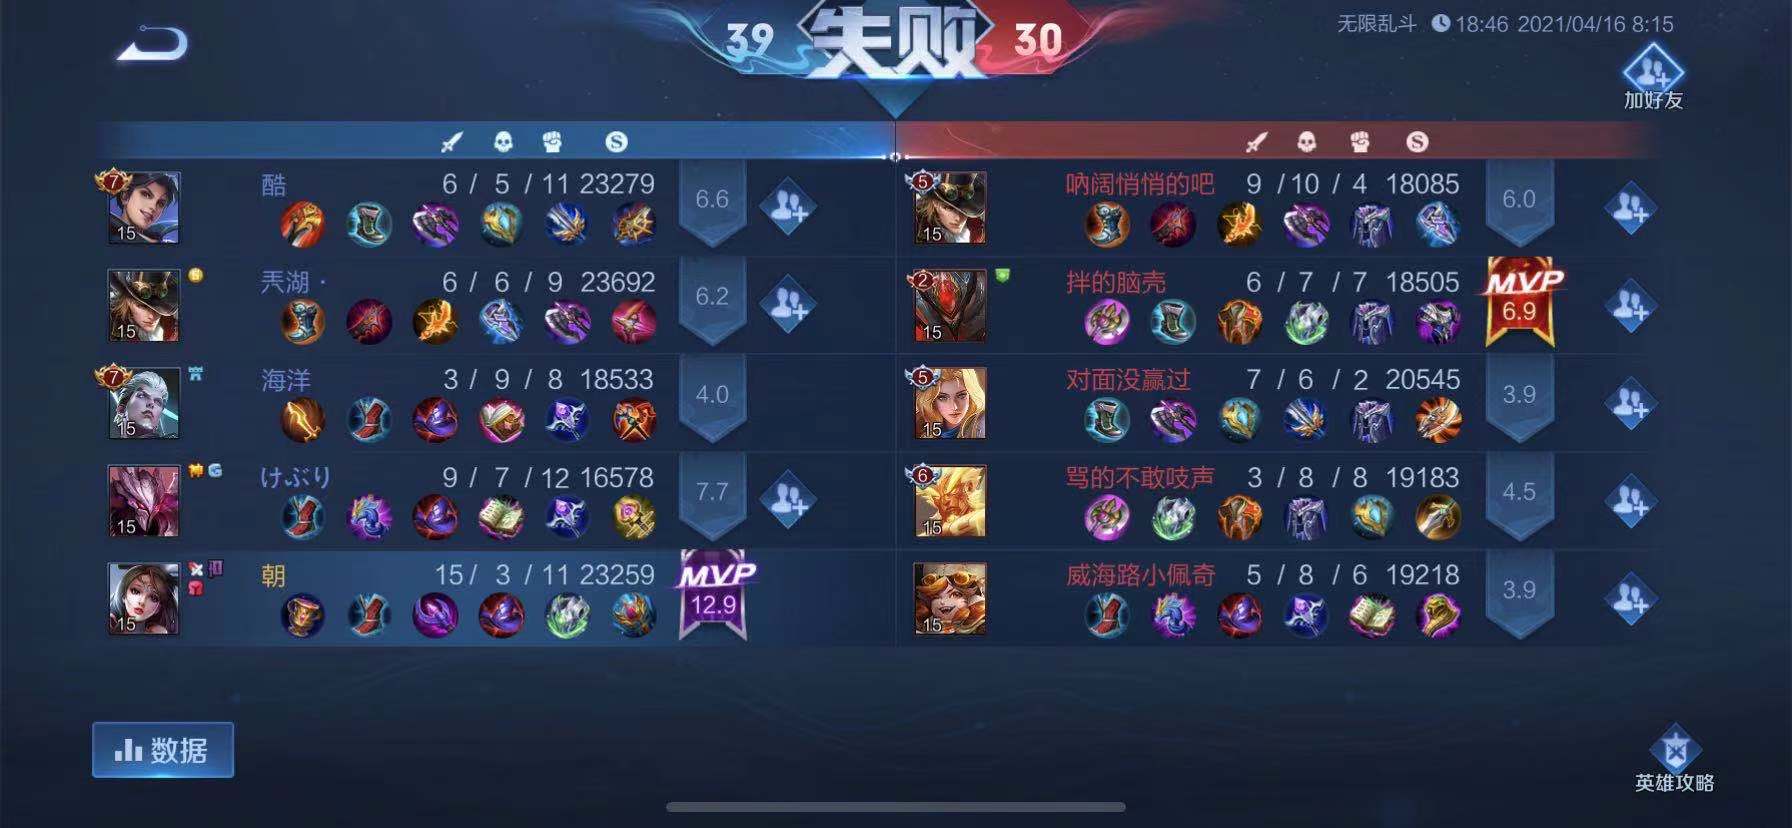 39 失败 30
无限乱斗 18:46 2021/04/16 8:15
加好友
S S
7 15 酷 6 / 5 / 11 23279 6.6
5 15 呐阔悄悄的吧 9 / 10 / 4 18085 6.0
15 兲湖· 6 / 6 / 9 23692 6.2
2 15 拌的脑壳 6 / 7 / 7 18505 MVP 6.9
7 15 海洋 3 / 9 / 8 18533 4.0
5 15 对面没赢过 7 / 6 / 2 20545 3.9
15 神 けぶり 9 / 7 / 12 16578 7.7
6 15 骂的不敢吱声 3 / 8 / 8 19183 4.5
15 朝 15 / 3 / 11 23259 MVP 12.9
15 威海路小佩奇 5 / 8 / 6 19218 3.9
数据
英雄攻略